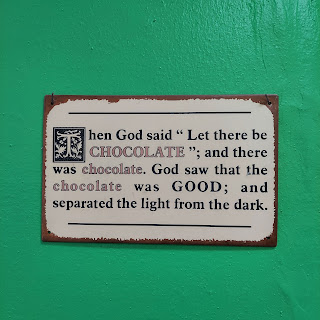 Then God said “ Let there be
CHOCOLATE ”; and there
was chocolate. God saw that the
chocolate was GOOD; and
separated the light from the dark.